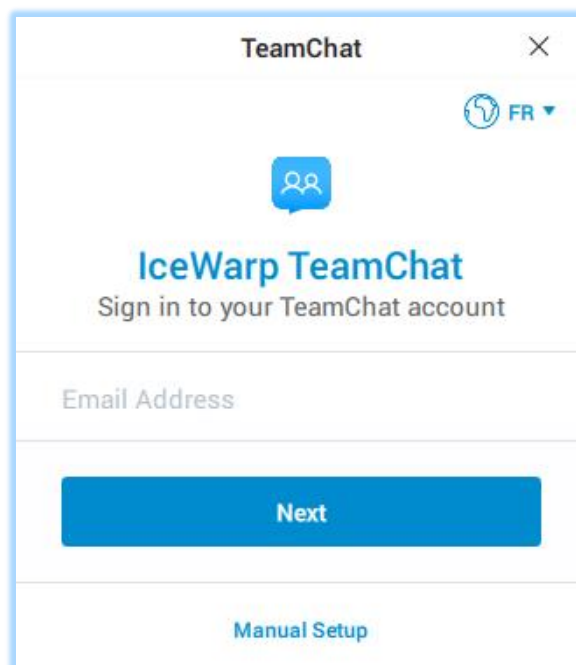 TeamChat
FR
IceWarp TeamChat
Sign in to your TeamChat account
Email Address
Next
Manual Setup